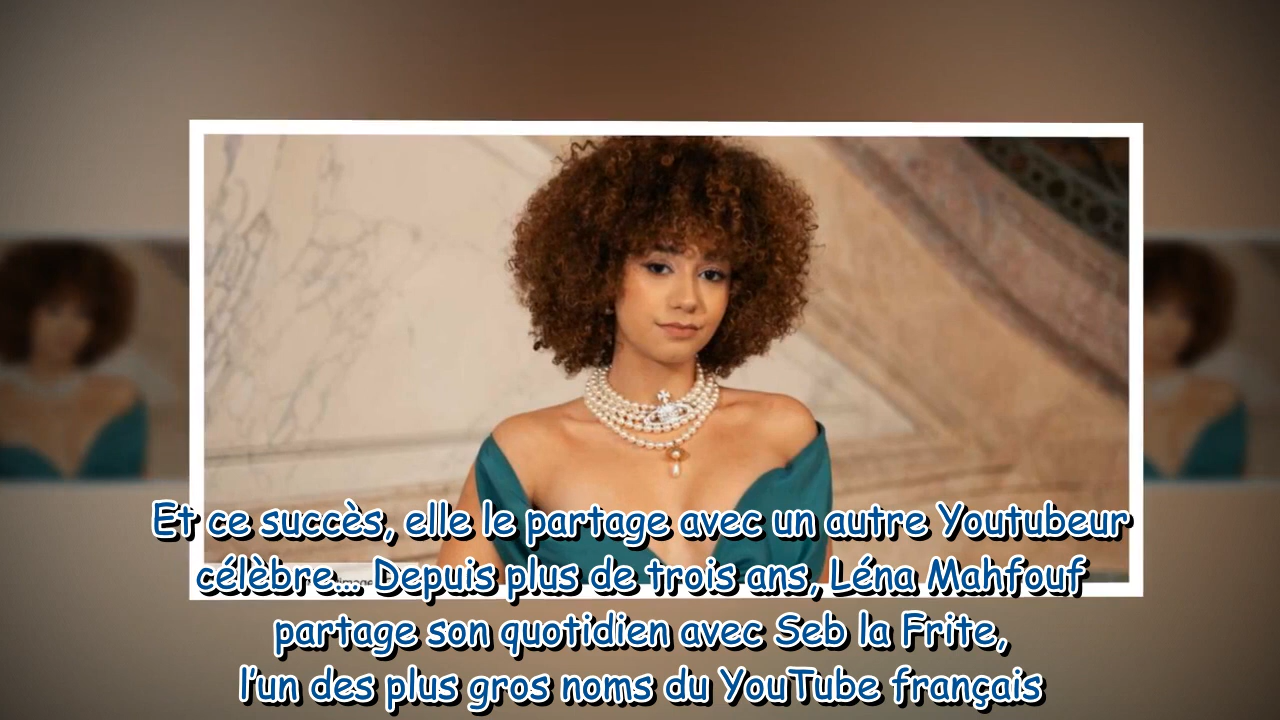 Et ce succès, elle le partage avec un autre Youtubeur
célèbre... Depuis plus de trois ans, Léna Mahfouf
partage son quotidien avec Seb la Frite,
l'un des plus gros noms du YouTube français